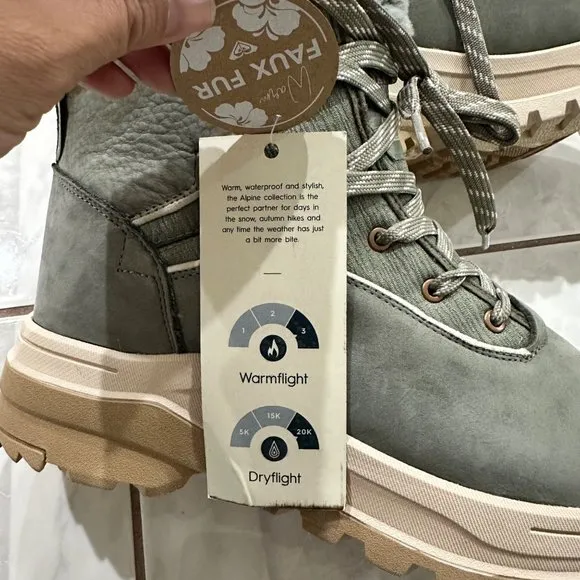 FAUX FUR
Warm
Warm, waterproof and stylish,
the Alpine collection is the
perfect partner for days in
the snow, autumn hikes and
any time the weather has just
a bit more bite.
1 2 3
Warmflight
5K 15K 20K
Dryflight